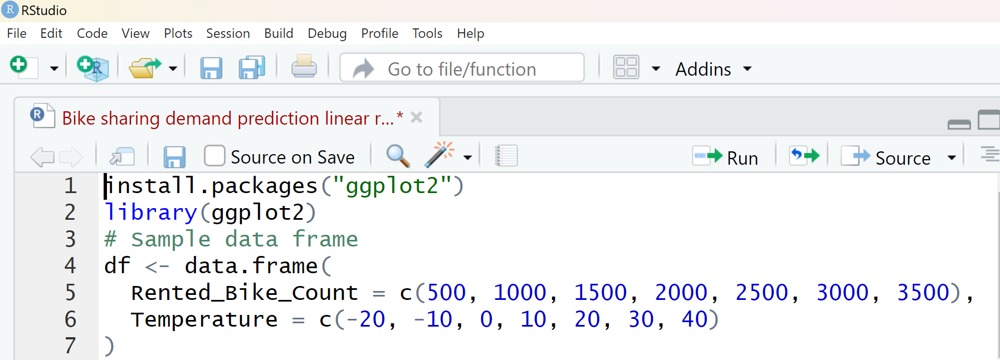 R RStudio
File Edit Code View Plots Session Build Debug Profile Tools Help
R Go to file/function Addins
R Bike sharing demand prediction linear r...* ×
Source on Save Run Source
1 install.packages("ggplot2")
2 library(ggplot2)
3 # Sample data frame
4 df <- data.frame(
5 Rented_Bike_Count = c(500, 1000, 1500, 2000, 2500, 3000, 3500),
6 Temperature = c(-20, -10, 0, 10, 20, 30, 40)
7 )